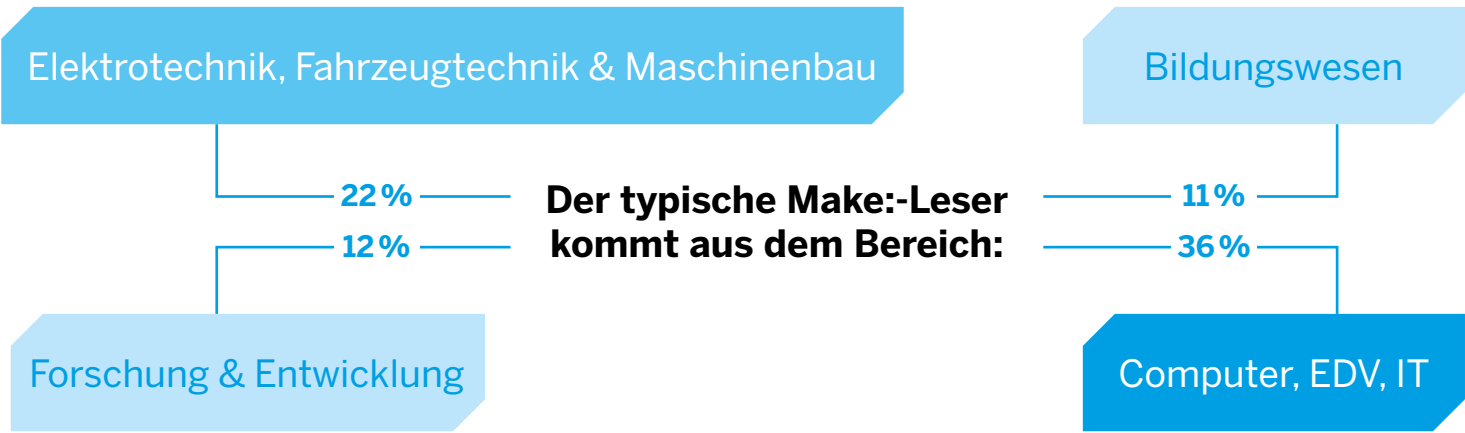 Elektrotechnik, Fahrzeugtechnik & Maschinenbau
Bildungswesen
22 %
Der typische Make:-Leser
11 %
12 %
kommt aus dem Bereich:
36 %
Forschung & Entwicklung
Computer, EDV, IT